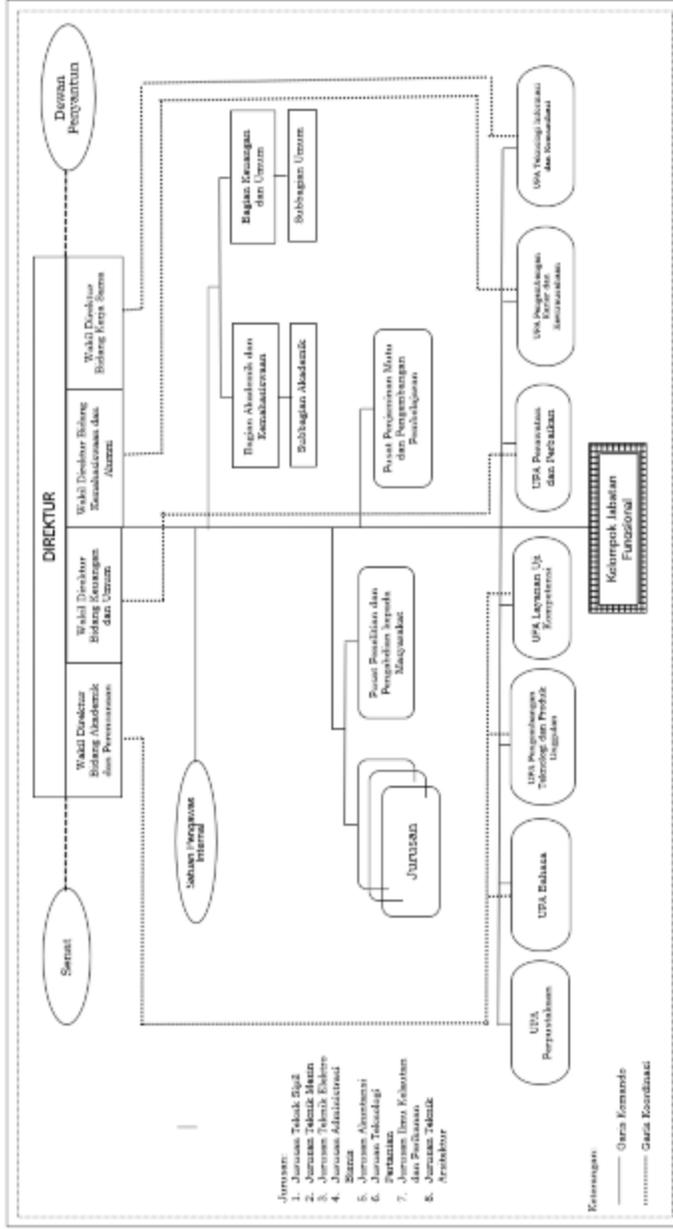 DIREKTUR
Senat
Dewan
Penyantun
Wakil Direktur
Bidang Akademik
dan Perencanaan
Wakil Direktur
Bidang Keuangan
dan Umum
Wakil Direktur Bidang
Kemahasiswaan dan
Alumni
Wakil Direktur
Bidang Kerja Sama
Satuan Pengawas
Internal
Bagian Akademik dan
Kemahasiswaan
Subbagian Akademik
Bagian Keuangan
dan Umum
Subbagian Umum
Jurusan
Pusat Penelitian dan
Pengabdian kepada
Masyarakat
Pusat Penjaminan Mutu
dan Pengembangan
Pembelajaran
UPA
Perpustakaan
UPA Bahasa
UPA Pengembangan
Teknologi dan Produk
Unggulan
UPA Layanan Uji
Kompetensi
UPA Perawatan
dan Perbaikan
UPA Pengembangan
Karier dan
Kewirausahaan
UPA Teknologi Informasi
dan Komunikasi
Kelompok Jabatan
Fungsional
Jurusan:
1. Jurusan Teknik Sipil
2. Jurusan Teknik Mesin
3. Jurusan Teknik Elektro
4. Jurusan Administrasi
Bisnis
5. Jurusan Akuntansi
6. Jurusan Teknologi
Pertanian
7. Jurusan Ilmu Kelautan
dan Perikanan
8. Jurusan Teknik
Arsitektur
Keterangan:
Garis Komando
Garis Koordinasi